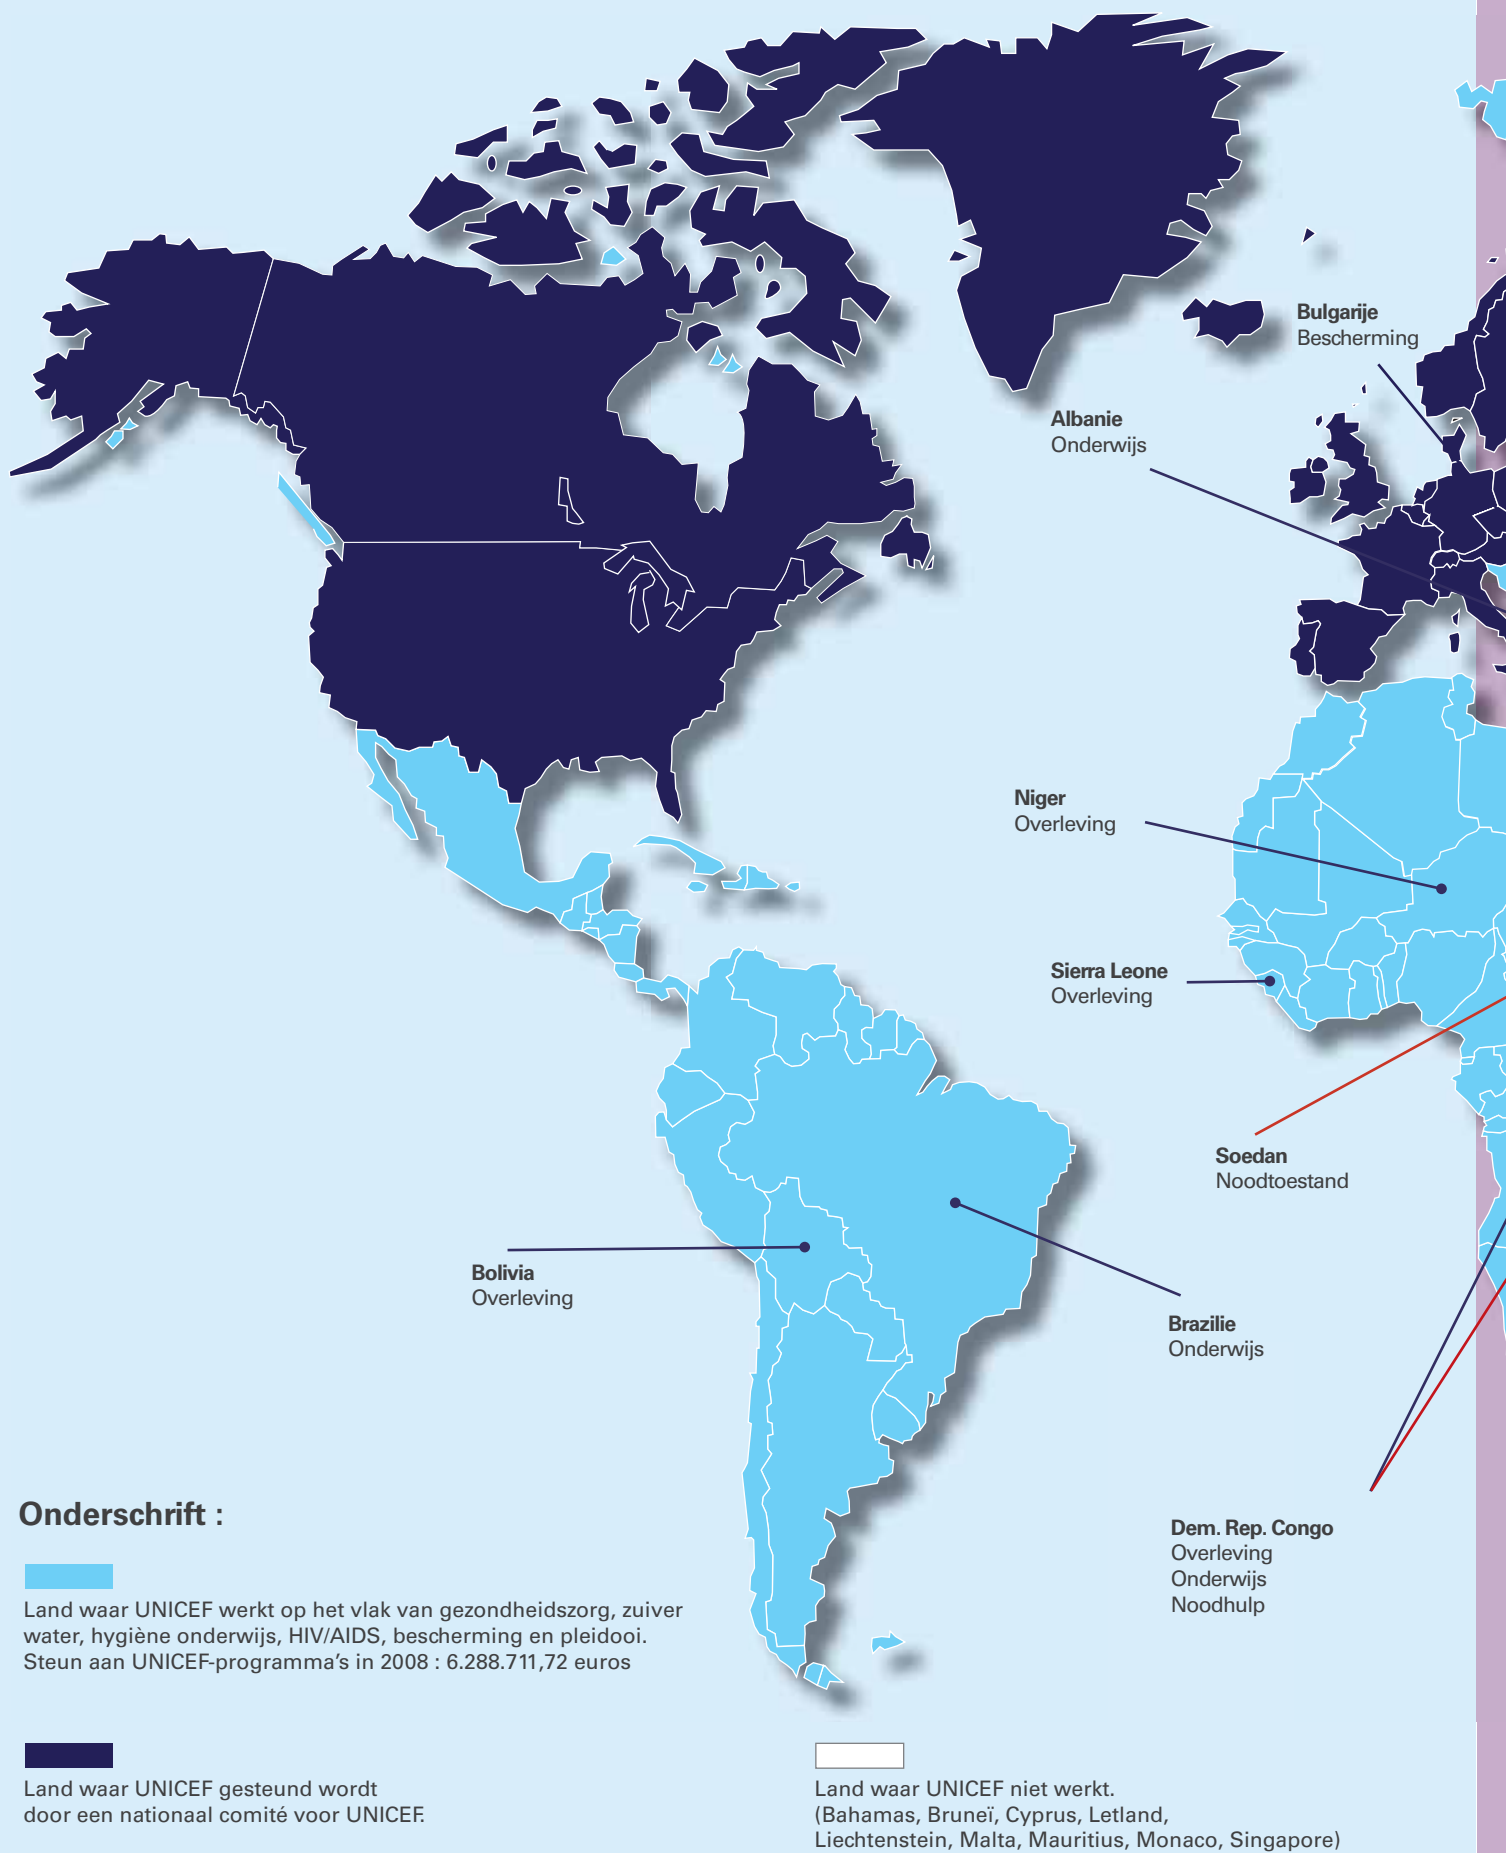 Bulgarije
Bescherming
Albanie
Onderwijs
Niger
Overleving
Sierra Leone
Overleving
Soedan
Noodtoestand
Bolivia
Overleving
Brazilie
Onderwijs
Dem. Rep. Congo
Overleving
Onderwijs
Noodhulp
Onderschrift :
Land waar UNICEF werkt op het vlak van gezondheidszorg, zuiver
water, hygiène onderwijs, HIV/AIDS, bescherming en pleidooi.
Steun aan UNICEF-programma's in 2008 : 6.288.711,72 euros
Land waar UNICEF gesteund wordt
door een nationaal comité voor UNICEF.
Land waar UNICEF niet werkt.
(Bahamas, Bruneï, Cyprus, Letland,
Liechtenstein, Malta, Mauritius, Monaco, Singapore)